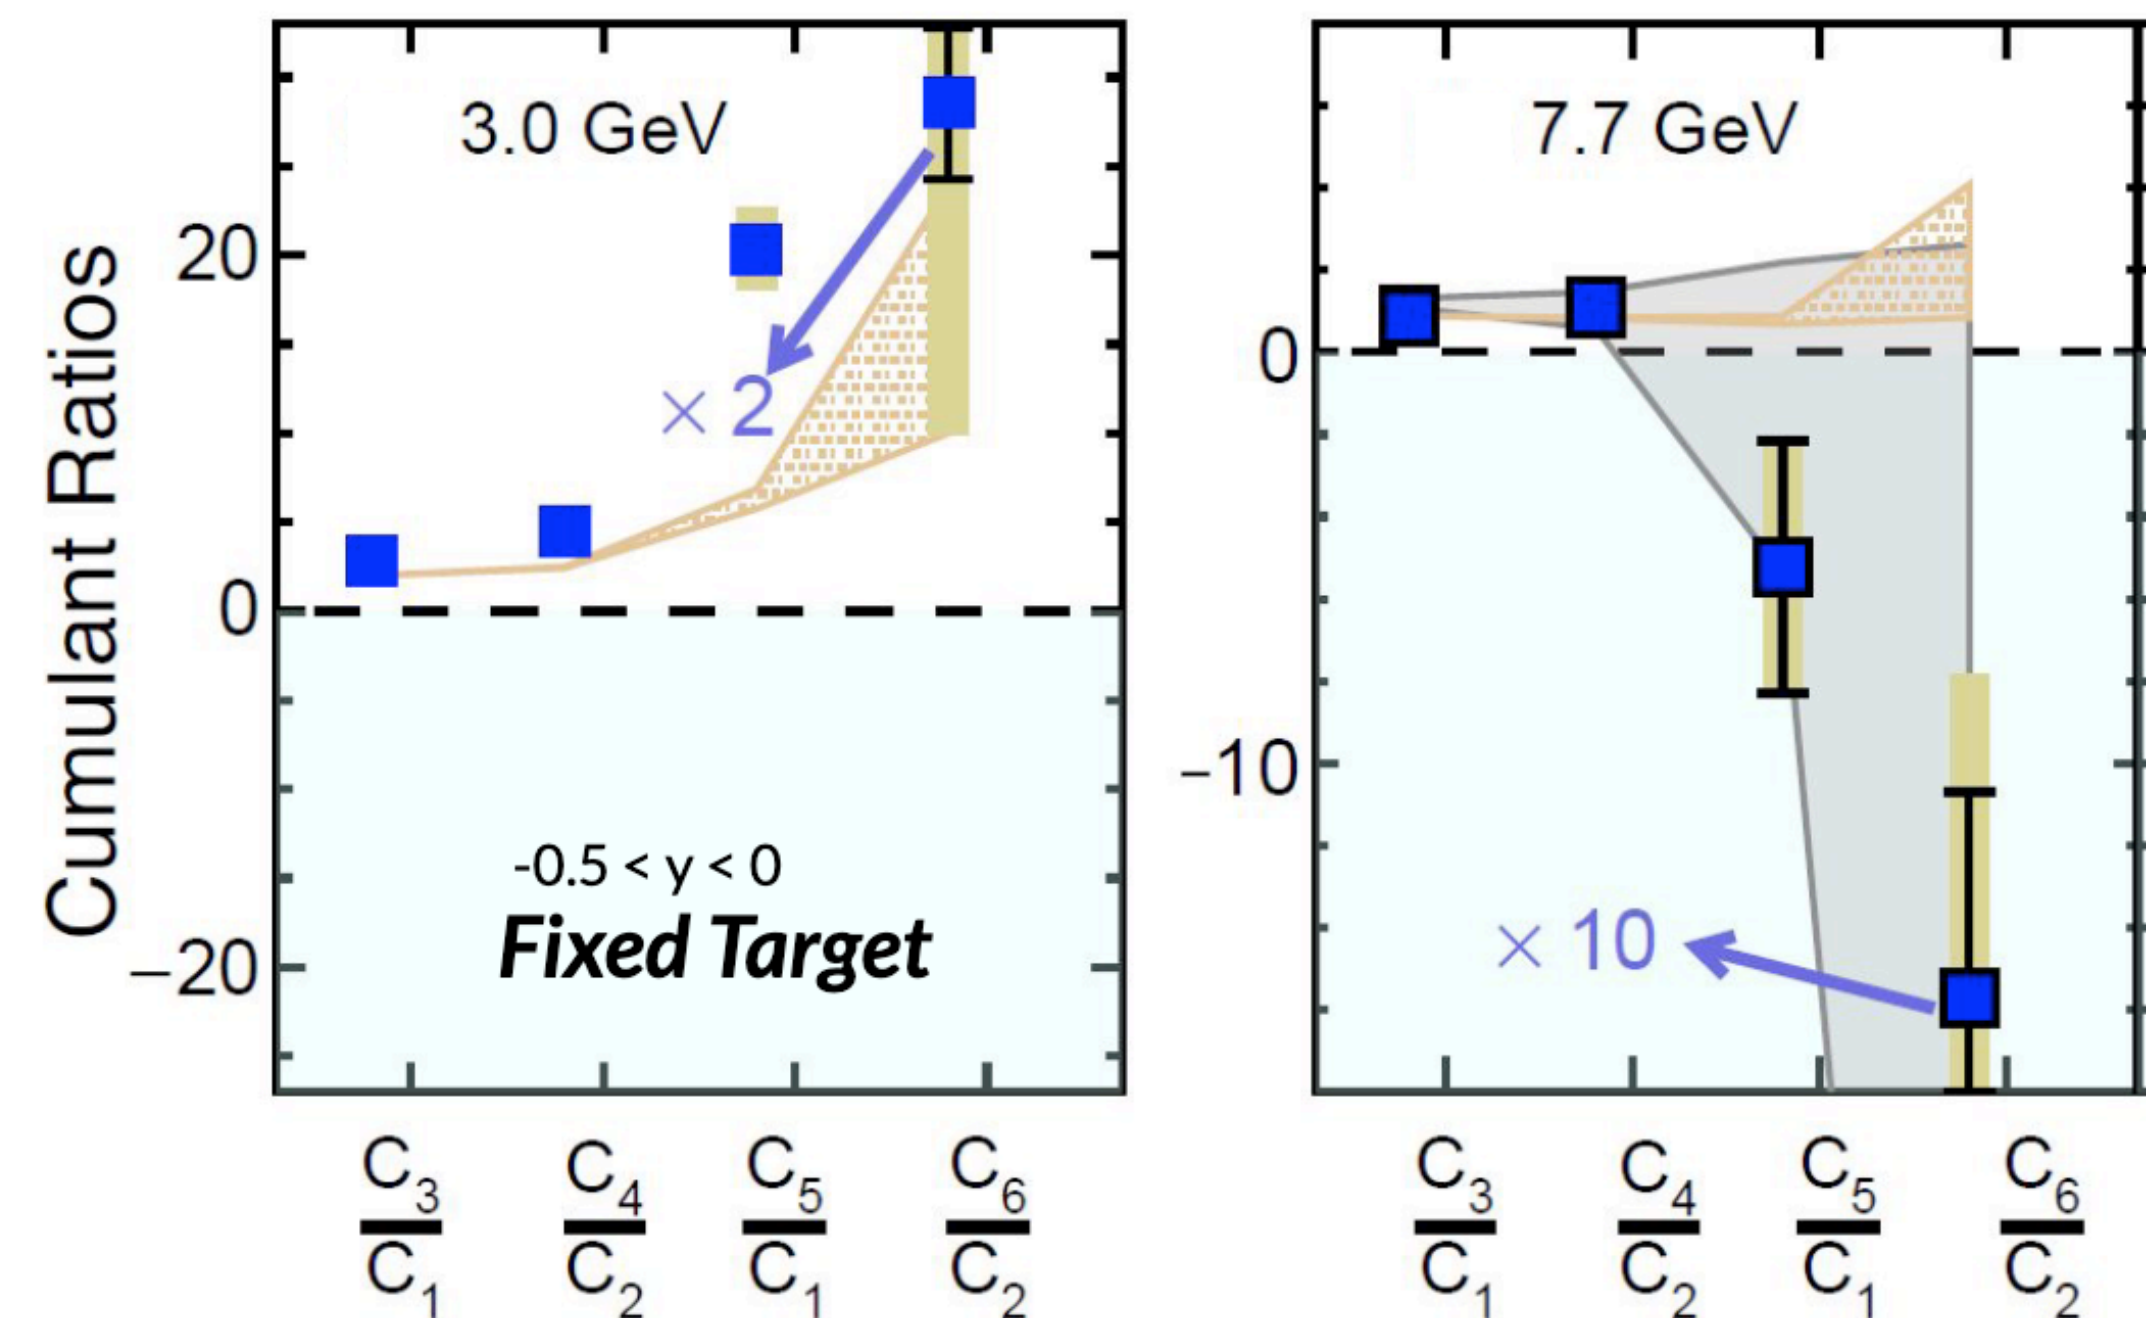 Cumulant Ratios
3.0 GeV
20
× 2
0
-0.5 < y < 0
Fixed Target
−20
C3 C4 C5 C6
C1 C2 C1 C2
7.7 GeV
0
−10
× 10
C3 C4 C5 C6
C1 C2 C1 C2